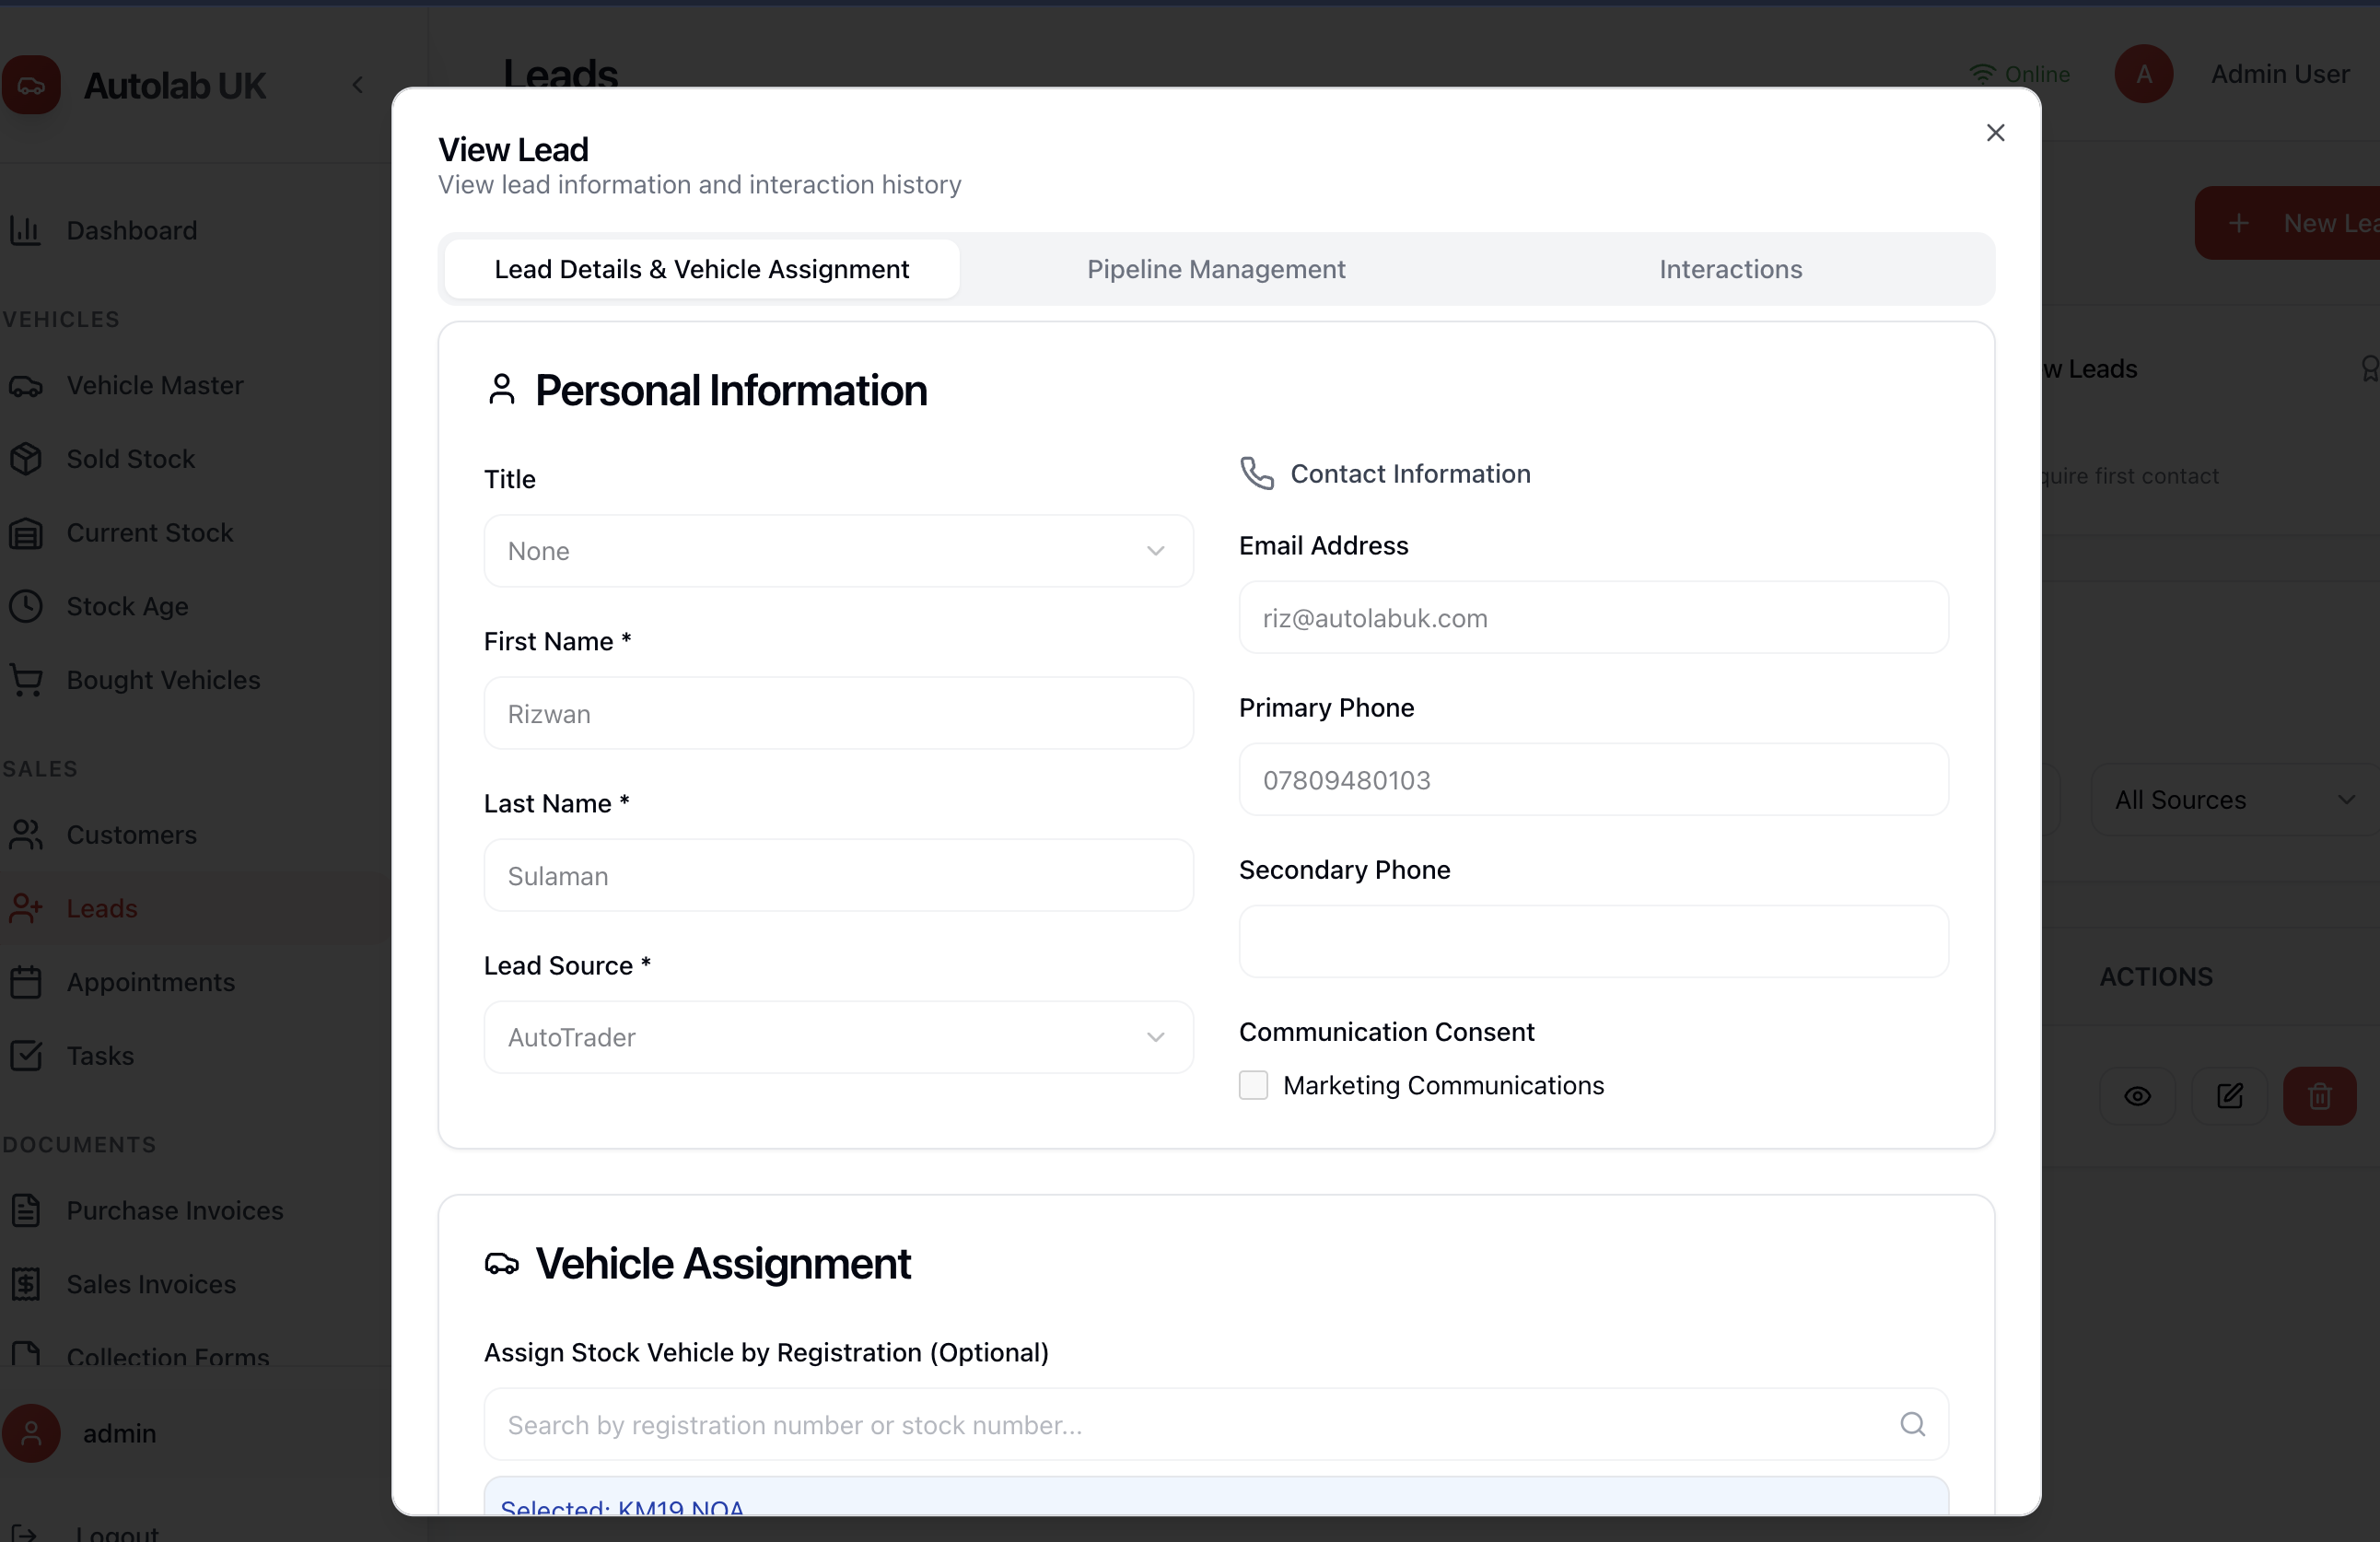 Autolab UK
Leads
Online
A
Admin User
Dashboard
VEHICLES
Vehicle Master
Sold Stock
Current Stock
Stock Age
Bought Vehicles
SALES
Customers
Leads
Appointments
Tasks
DOCUMENTS
Purchase Invoices
Sales Invoices
Collection Forms
admin
Logout
View Lead
View lead information and interaction history
Lead Details & Vehicle Assignment
Pipeline Management
Interactions
Personal Information
Title
None
First Name *
Rizwan
Last Name *
Sulaman
Lead Source *
AutoTrader
Contact Information
Email Address
riz@autolabuk.com
Primary Phone
07809480103
Secondary Phone
Communication Consent
Marketing Communications
Vehicle Assignment
Assign Stock Vehicle by Registration (Optional)
Search by registration number or stock number...
Selected: KM19 NOA
New Lea
w Leads
quire first contact
All Sources
ACTIONS